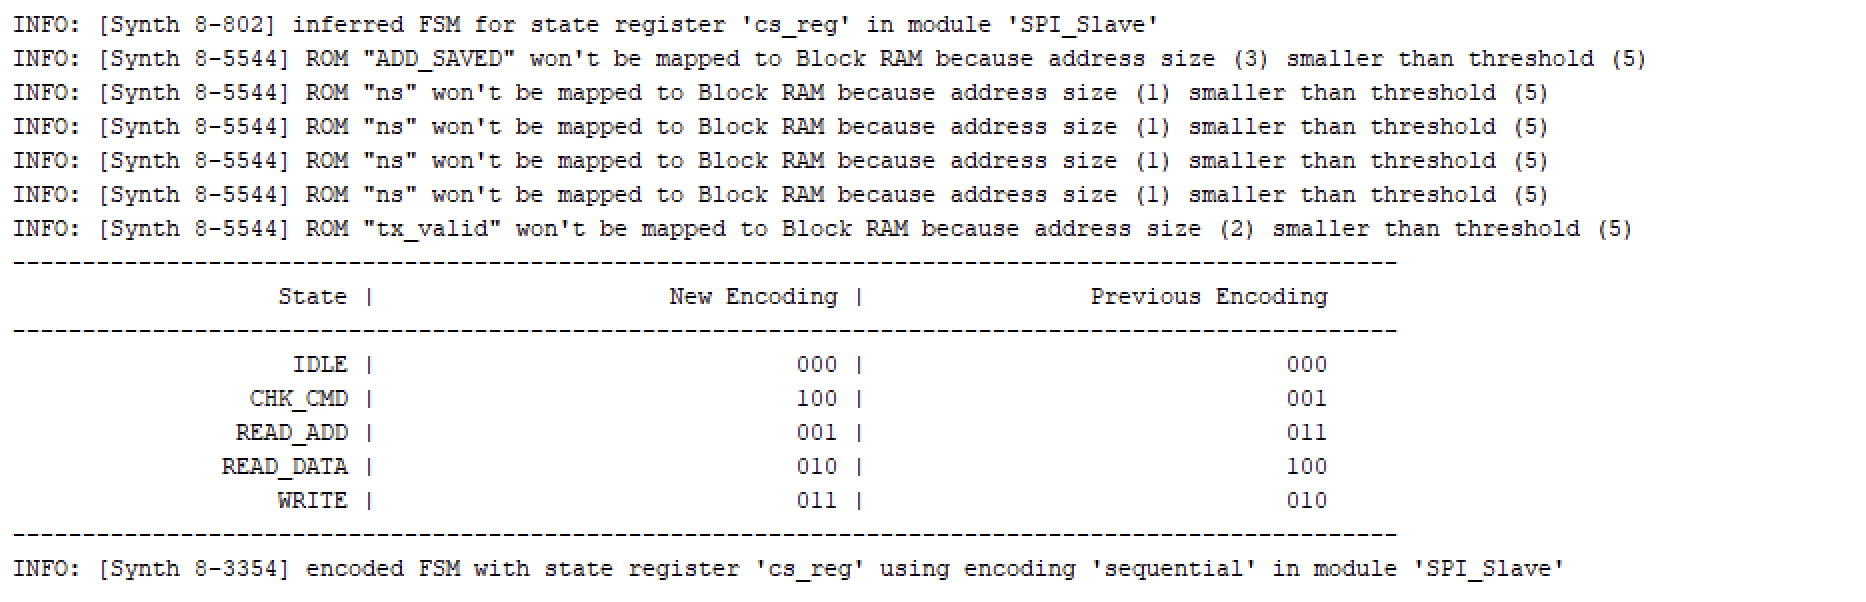 INFO: [Synth 8-802] inferred FSM for state register 'cs_reg' in module 'SPI_Slave'
INFO: [Synth 8-5544] ROM "ADD_SAVED" won't be mapped to Block RAM because address size (3) smaller than threshold (5)
INFO: [Synth 8-5544] ROM "ns" won't be mapped to Block RAM because address size (1) smaller than threshold (5)
INFO: [Synth 8-5544] ROM "ns" won't be mapped to Block RAM because address size (1) smaller than threshold (5)
INFO: [Synth 8-5544] ROM "ns" won't be mapped to Block RAM because address size (1) smaller than threshold (5)
INFO: [Synth 8-5544] ROM "ns" won't be mapped to Block RAM because address size (1) smaller than threshold (5)
INFO: [Synth 8-5544] ROM "tx_valid" won't be mapped to Block RAM because address size (2) smaller than threshold (5)
---------------------------------------------------------------------------------------------------
                   State |                     New Encoding |                Previous Encoding
---------------------------------------------------------------------------------------------------
                    IDLE |                              000 |                              000
                 CHK_CMD |                              100 |                              001
                READ_ADD |                              001 |                              011
               READ_DATA |                              010 |                              100
                   WRITE |                              011 |                              010
---------------------------------------------------------------------------------------------------
INFO: [Synth 8-3354] encoded FSM with state register 'cs_reg' using encoding 'sequential' in module 'SPI_Slave'